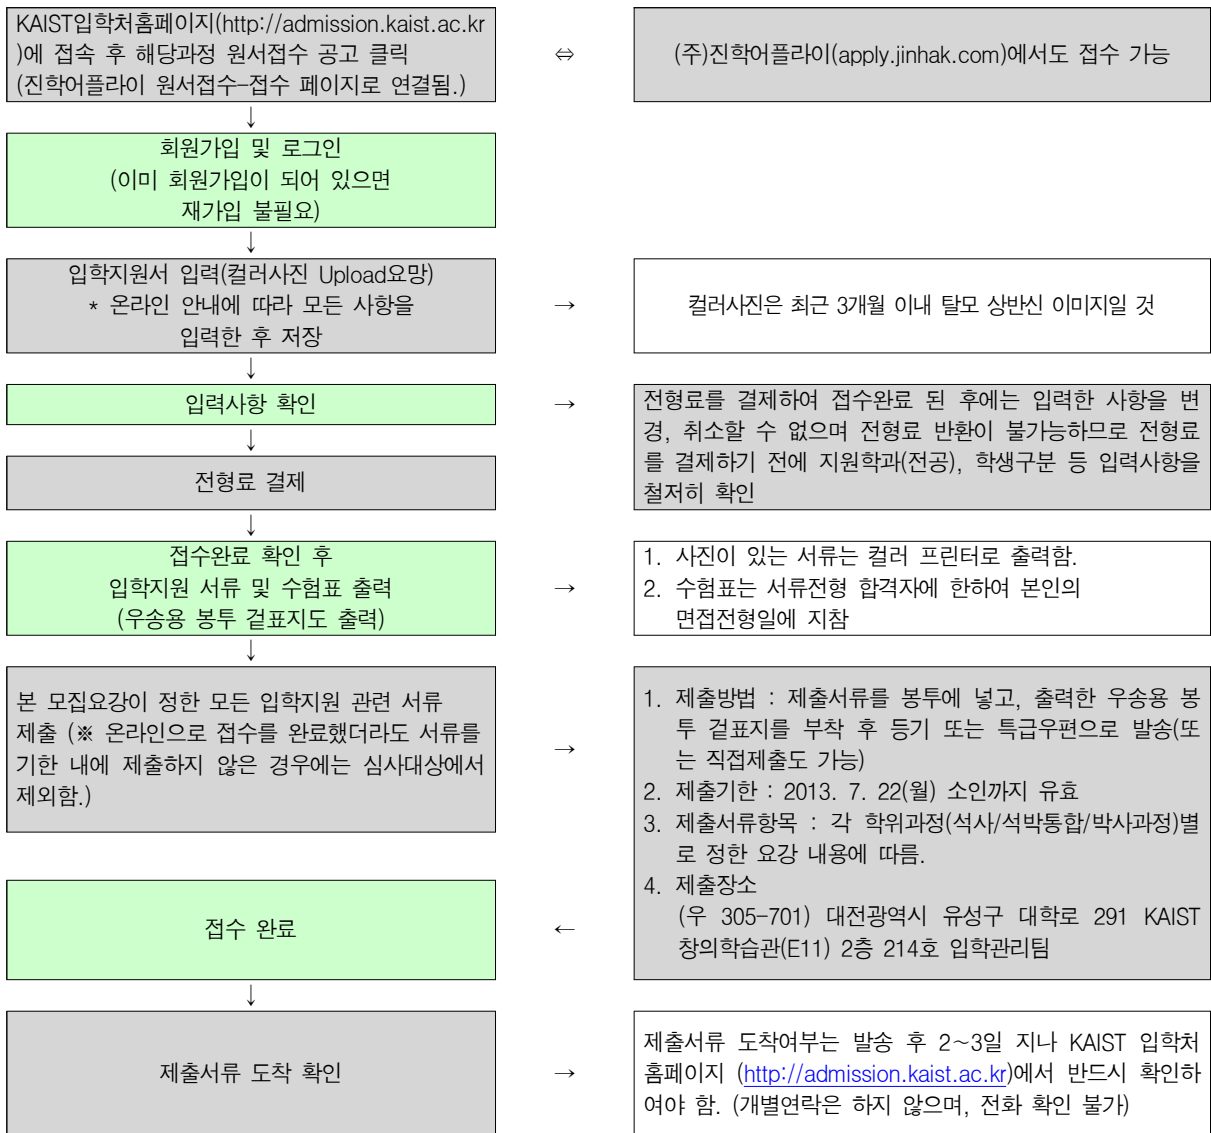 KAIST입학처홈페이지(http://admission.kaist.ac.kr
)에 접속 후 해당과정 원서접수 공고 클릭
(진학어플라이 원서접수-접수 페이지로 연결됨.)
⇔
(주)진학어플라이(apply.jinhak.com)에서도 접수 가능
↓
회원가입 및 로그인
(이미 회원가입이 되어 있으면
재가입 불필요)
↓
입학지원서 입력(컬러사진 Upload요망)
* 온라인 안내에 따라 모든 사항을
입력한 후 저장
→
컬러사진은 최근 3개월 이내 탈모 상반신 이미지일 것
↓
입력사항 확인
→
전형료를 결제하여 접수완료 된 후에는 입력한 사항을 변
경, 취소할 수 없으며 전형료 반환이 불가능하므로 전형료
를 결제하기 전에 지원학과(전공), 학생구분 등 입력사항을
철저히 확인
↓
전형료 결제
↓
접수완료 확인 후
입학지원 서류 및 수험표 출력
(우송용 봉투 겉표지도 출력)
→
1. 사진이 있는 서류는 컬러 프린터로 출력함.
2. 수험표는 서류전형 합격자에 한하여 본인의
면접전형일에 지참
↓
본 모집요강이 정한 모든 입학지원 관련 서류
제출 (※ 온라인으로 접수를 완료했더라도 서류를
기한 내에 제출하지 않은 경우에는 심사대상에서
제외함.)
→
1. 제출방법 : 제출서류를 봉투에 넣고, 출력한 우송용 봉
투 겉표지를 부착 후 등기 또는 특급우편으로 발송(또
는 직접제출도 가능)
2. 제출기한 : 2013. 7. 22(월) 소인까지 유효
3. 제출서류항목 : 각 학위과정(석사/석박통합/박사과정)별
로 정한 요강 내용에 따름.
4. 제출장소
(우 305-701) 대전광역시 유성구 대학로 291 KAIST
창의학습관(E11) 2층 214호 입학관리팀
접수 완료
←
↓
제출서류 도착 확인
→
제출서류 도착여부는 발송 후 2~3일 지나 KAIST 입학처
홈페이지 (http://admission.kaist.ac.kr)에서 반드시 확인하
여야 함. (개별연락은 하지 않으며, 전화 확인 불가)